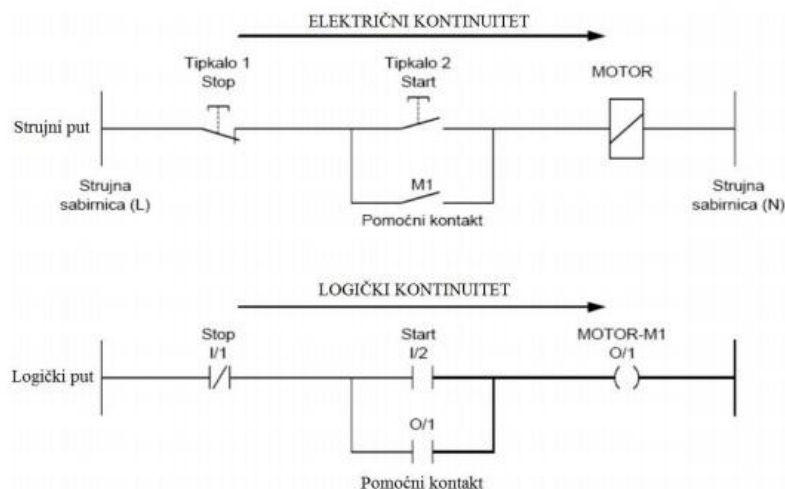 ELEKTRIČNI KONTINUITET
Tipkalo 1
Stop
Tipkalo 2
Start
MOTOR
Strujni put
M1
Strujna
sabirnica (L)
Pomoćni kontakt
Strujna
sabirnica (N)
LOGIČKI KONTINUITET
Stop
I/1
Start
I/2
MOTOR-M1
O/1
Logički put
O/1
Pomoćni kontakt